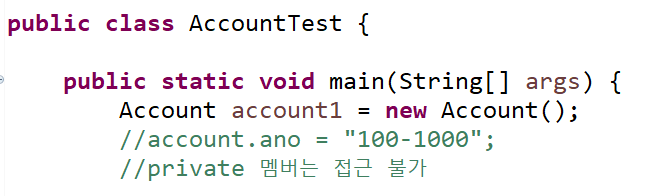 public class AccountTest {
public static void main(String[] args) {
Account account1 = new Account();
//account.ano = "100-1000";
//private 멤버는 접근 불가